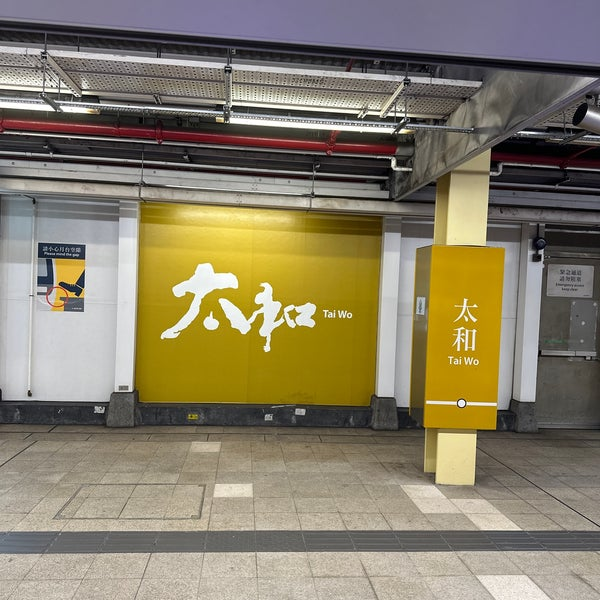 請小心月台空隙
Please mind the gap
太和
Tai Wo
太
和
Tai Wo
緊急通道
請勿阻塞
Emergency access
keep clear